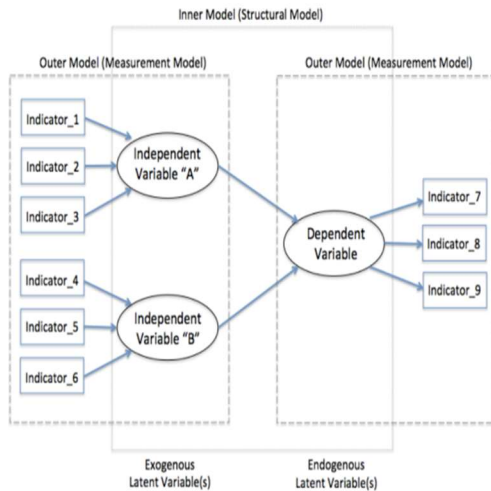 Inner Model (Structural Model)
Outer Model (Measurement Model)
Outer Model (Measurement Model)
Indicator_1
Indicator_2
Indicator_3
Independent
Variable "A"
Indicator_4
Indicator_5
Indicator_6
Independent
Variable "B"
Dependent
Variable
Indicator_7
Indicator_8
Indicator_9
Exogenous
Latent Variable(s)
Endogenous
Latent Variable(s)